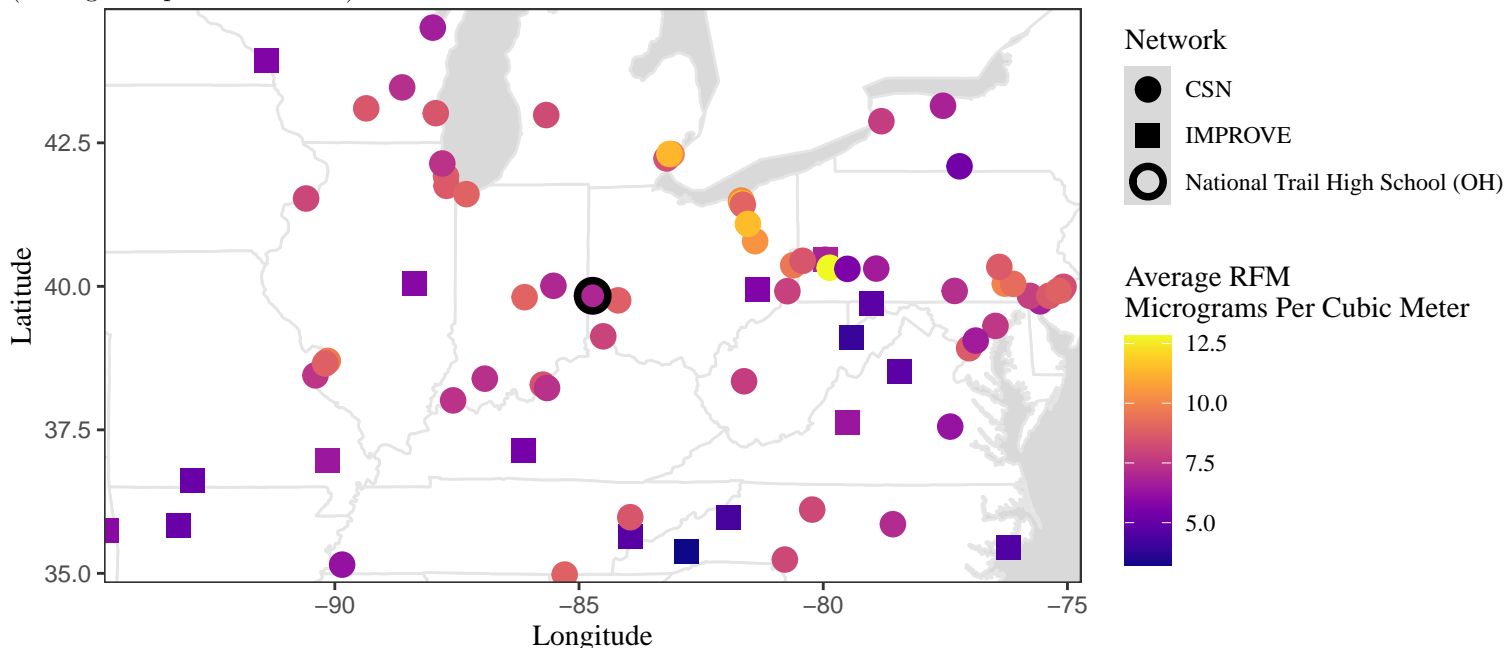 42.5
40.0
37.5
35.0
Latitude
−90
−85
−80
−75
Longitude
Network
CSN
IMPROVE
National Trail High School (OH)
Average RFM
Micrograms Per Cubic Meter
12.5
10.0
7.5
5.0